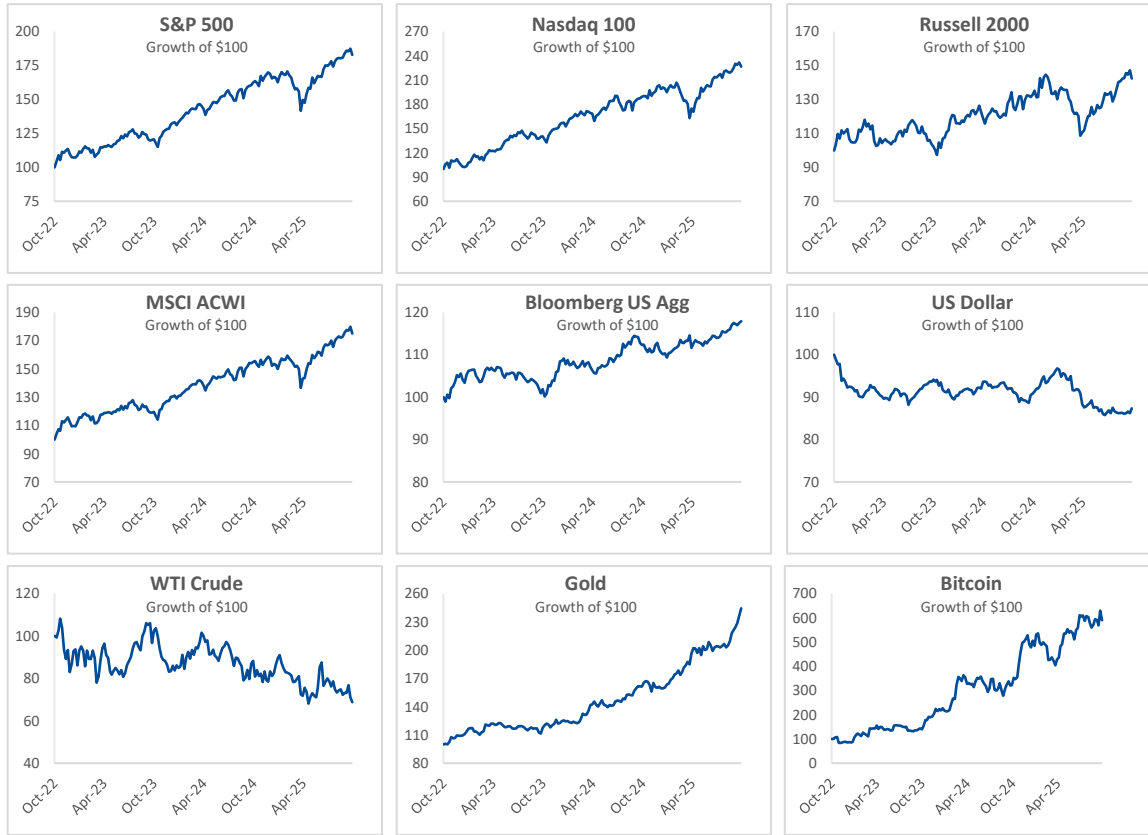 S&P 500
Growth of $100
200
175
150
125
100
75
Oct-22
Apr-23
Oct-23
Apr-24
Oct-24
Apr-25
Nasdaq 100
Growth of $100
270
240
210
180
150
120
90
60
Oct-22
Apr-23
Oct-23
Apr-24
Oct-24
Apr-25
Russell 2000
Growth of $100
170
150
130
110
90
70
Oct-22
Apr-23
Oct-23
Apr-24
Oct-24
Apr-25
MSCI ACWI
Growth of $100
190
170
150
130
110
90
70
Oct-22
Apr-23
Oct-23
Apr-24
Oct-24
Apr-25
Bloomberg US Agg
Growth of $100
120
110
100
90
80
Oct-22
Apr-23
Oct-23
Apr-24
Oct-24
Apr-25
US Dollar
Growth of $100
110
100
90
80
70
Oct-22
Apr-23
Oct-23
Apr-24
Oct-24
Apr-25
WTI Crude
Growth of $100
120
100
80
60
40
Oct-22
Apr-23
Oct-23
Apr-24
Oct-24
Apr-25
Gold
Growth of $100
260
220
180
140
100
60
Oct-22
Apr-23
Oct-23
Apr-24
Oct-24
Apr-25
Bitcoin
Growth of $100
700
600
500
400
300
200
100
0
Oct-22
Apr-23
Oct-23
Apr-24
Oct-24
Apr-25